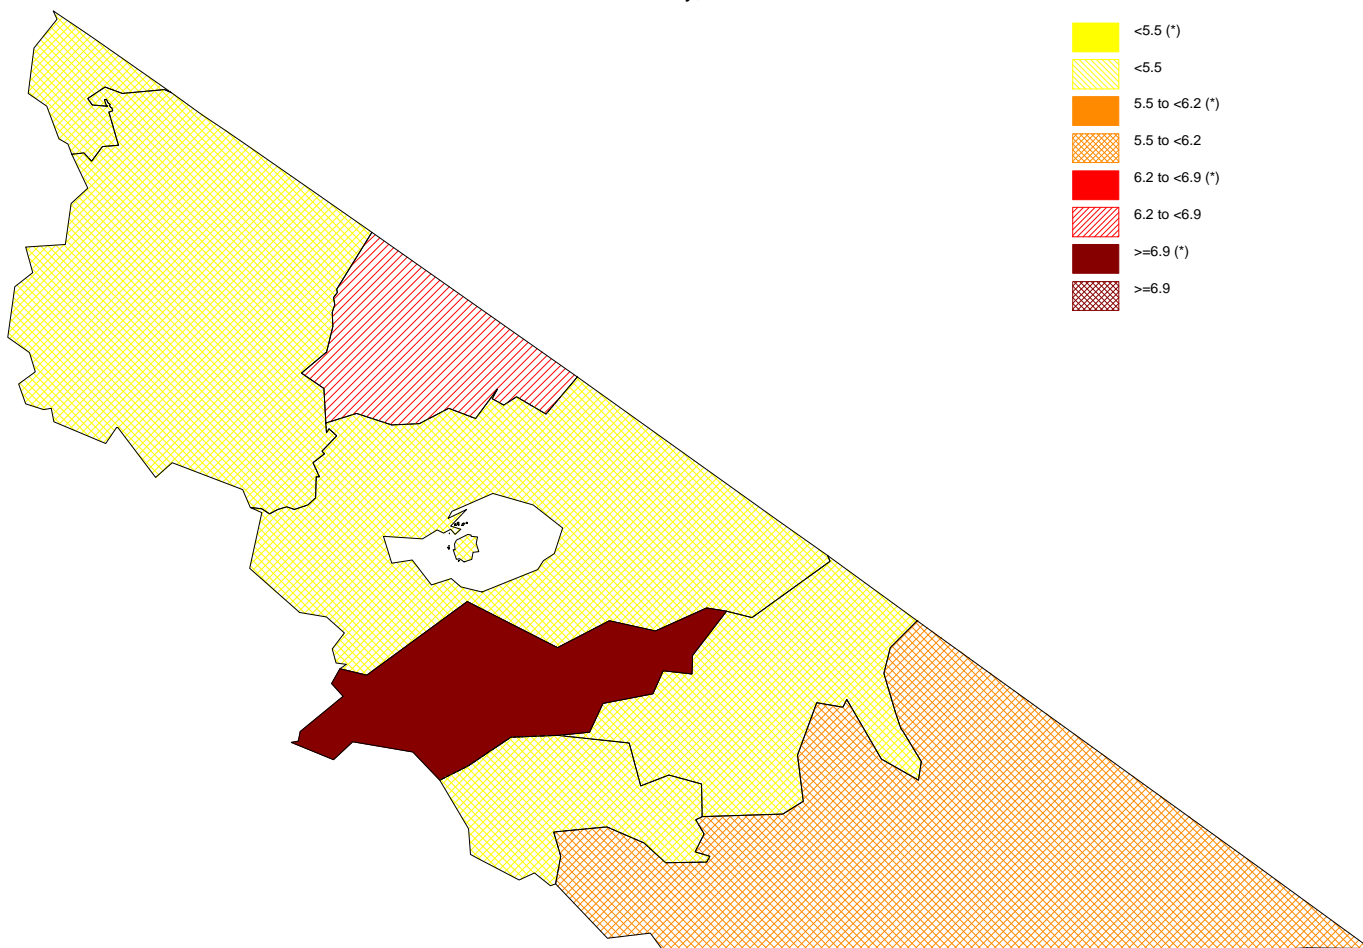 <5.5 (*)
<5.5
5.5 to <6.2 (*)
5.5 to <6.2
6.2 to <6.9 (*)
6.2 to <6.9
>=6.9 (*)
>=6.9